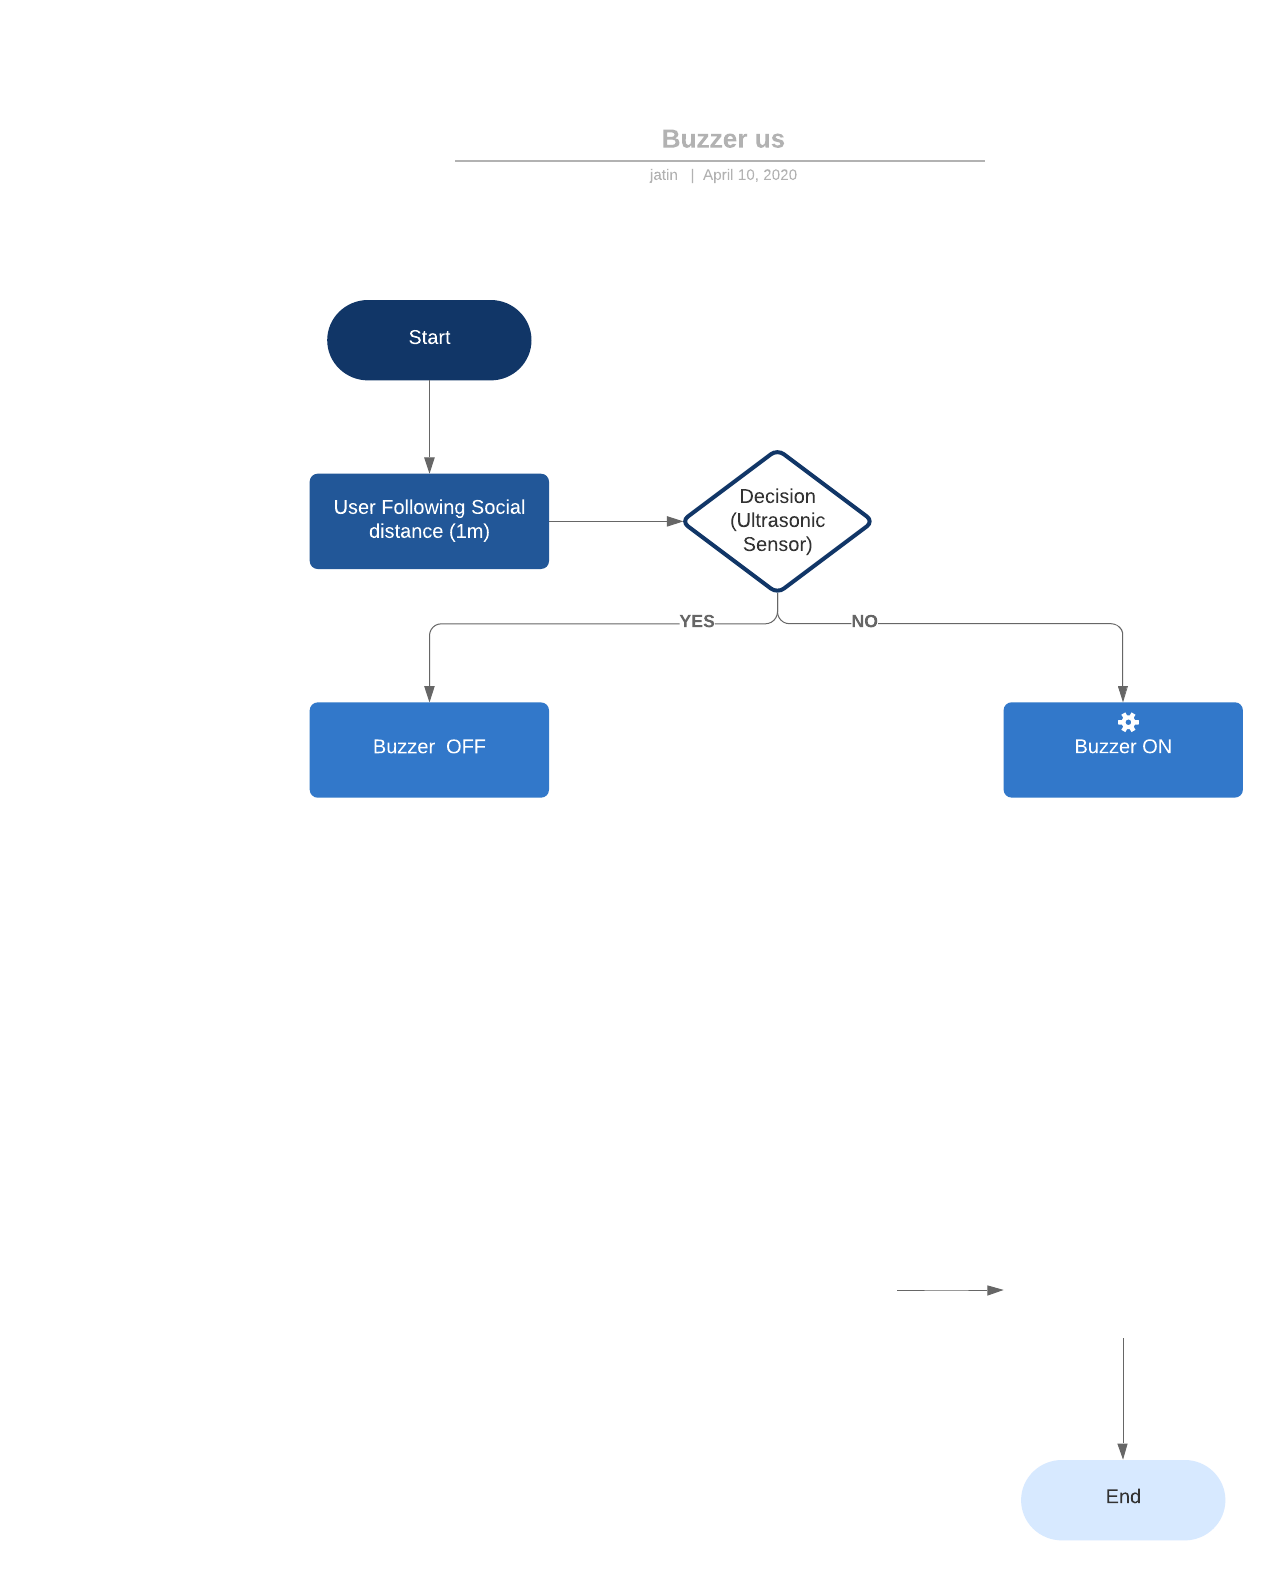 Buzzer us
jatin | April 10, 2020
Start
User Following Social
distance (1m)
Decision
(Ultrasonic
Sensor)
YES
NO
Buzzer  OFF
Buzzer ON
End